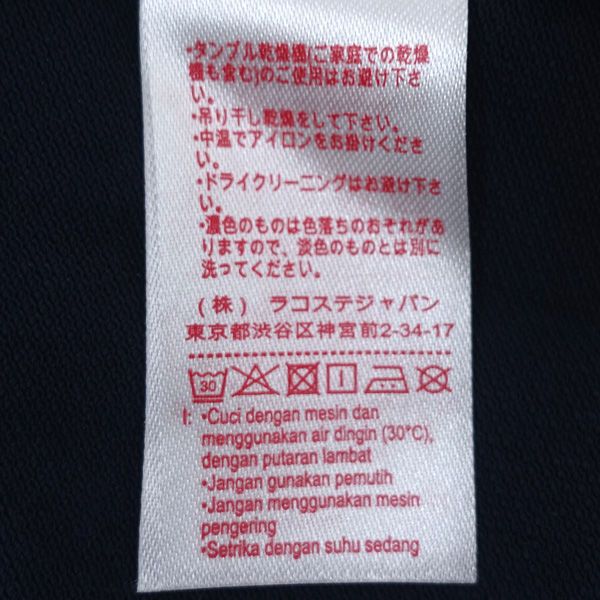 ・タンブル乾燥機(ご家庭での乾燥
機も含む)のご使用はお避け下さ
い。
・吊り干し乾燥をして下さい。
・中温でアイロンをお掛けくださ
い。
・ドライクリーニングはお避け下さ
い。
・濃色のものは色落ちのおそれがあ
りますので、淡色のものとは別に
洗ってください。
(株) ラコステジャパン
東京都渋谷区神宮前2-34-17
30
I: •Cuci dengan mesin dan
menggunakan air dingin (30°C),
dengan putaran lambat
•Jangan gunakan pemutih
•Jangan menggunakan mesin
pengering
•Setrika dengan suhu sedang